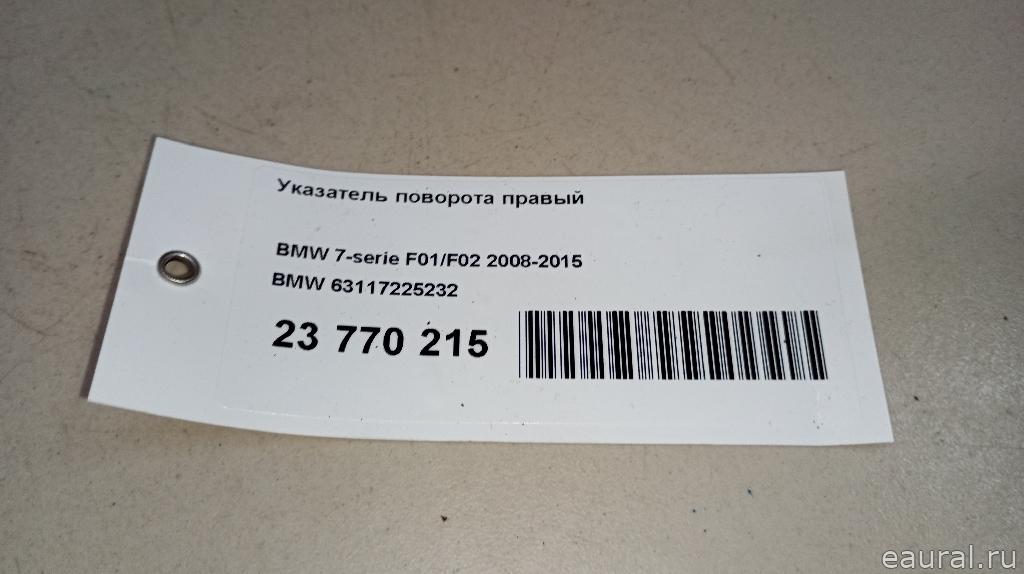 Указатель поворота правый
BMW 7-serie F01/F02 2008-2015
BMW 63117225232
23 770 215
eaural.ru